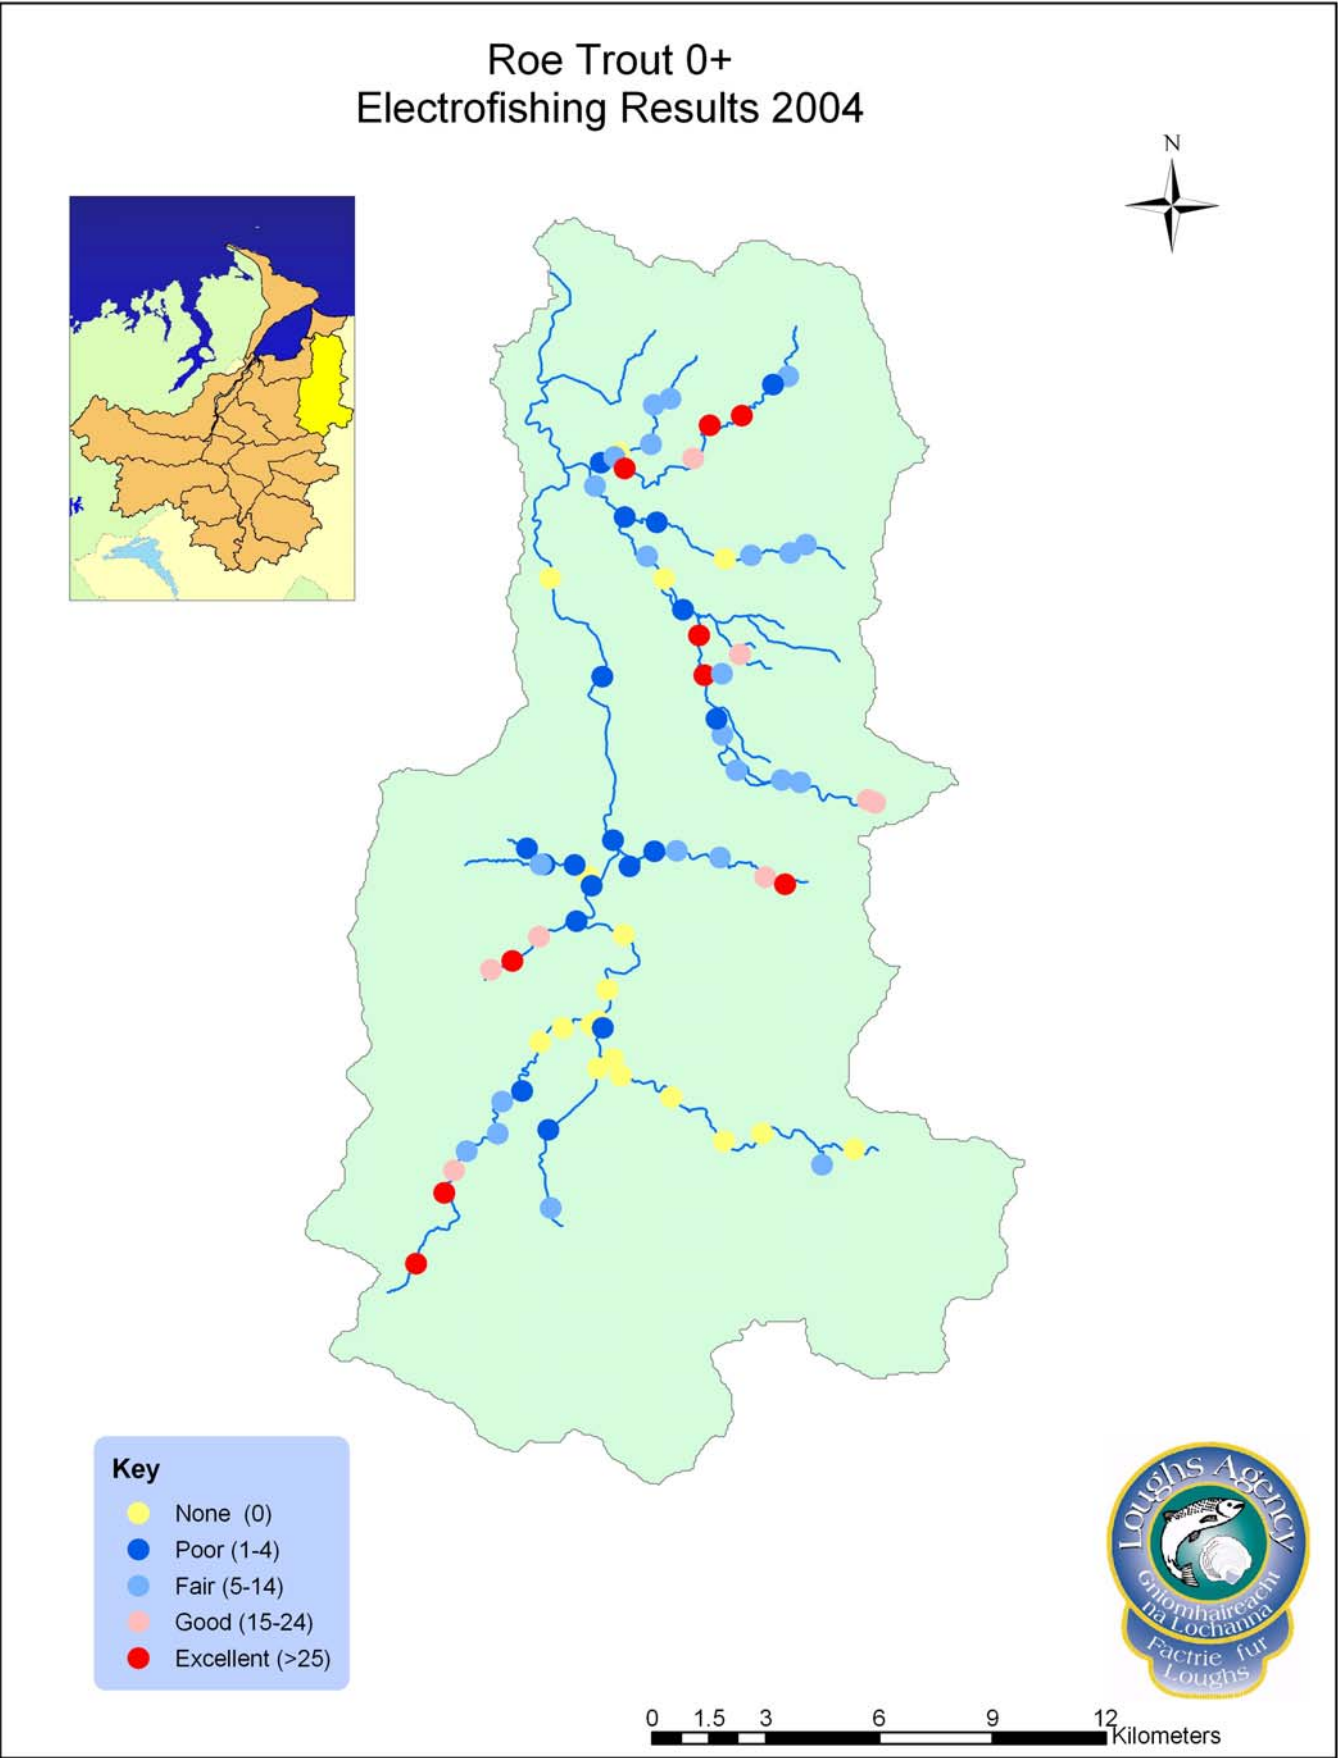 Roe Trout 0+
Electrofishing Results 2004
N
Key
None (0)
Poor (1-4)
Fair (5-14)
Good (15-24)
Excellent (>25)
Loughs Agency
Gníomhaireacht
na Lochanna
Factrie fur
Loughs
0 1.5 3 6 9 12
Kilometers